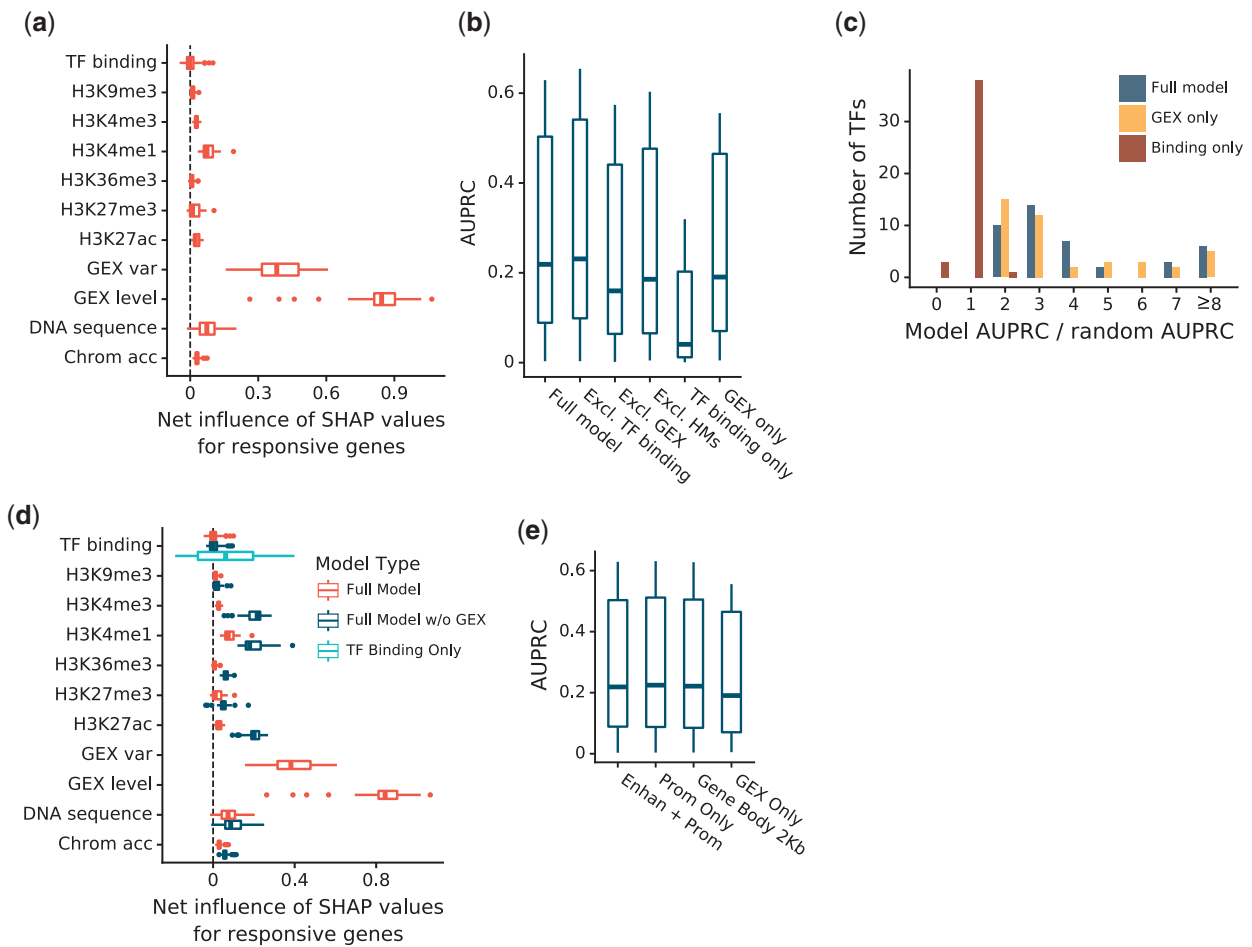 (a)
TF binding
H3K9me3
H3K4me3
H3K4me1
H3K36me3
H3K27me3
H3K27ac
GEX var
GEX level
DNA sequence
Chrom acc
0
0.3
0.6
0.9
Net influence of SHAP values
for responsive genes
(b)
AUPRC
0.6
0.4
0.2
0
Full model
Excl. TF binding
Excl. GEX
Excl. HMs
TF binding only
GEX only
(c)
Number of TFs
30
20
10
0
Full model
GEX only
Binding only
0 1 2 3 4 5 6 7 ≥8
Model AUPRC / random AUPRC
(d)
TF binding
H3K9me3
H3K4me3
H3K4me1
H3K36me3
H3K27me3
H3K27ac
GEX var
GEX level
DNA sequence
Chrom acc
Model Type
Full Model
Full Model w/o GEX
TF Binding Only
0
0.4
0.8
Net influence of SHAP values
for responsive genes
(e)
AUPRC
0.6
0.4
0.2
0
Enhan + Prom
Prom Only
Gene Body 2Kb
GEX Only